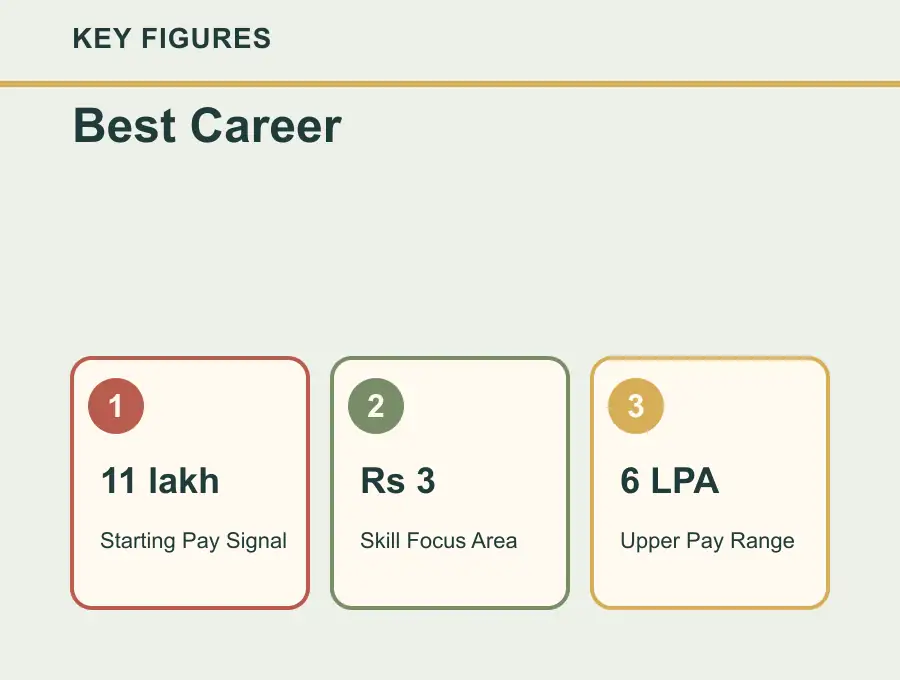 KEY FIGURES
Best Career
1
11 lakh
Starting Pay Signal
2
Rs 3
Skill Focus Area
3
6 LPA
Upper Pay Range